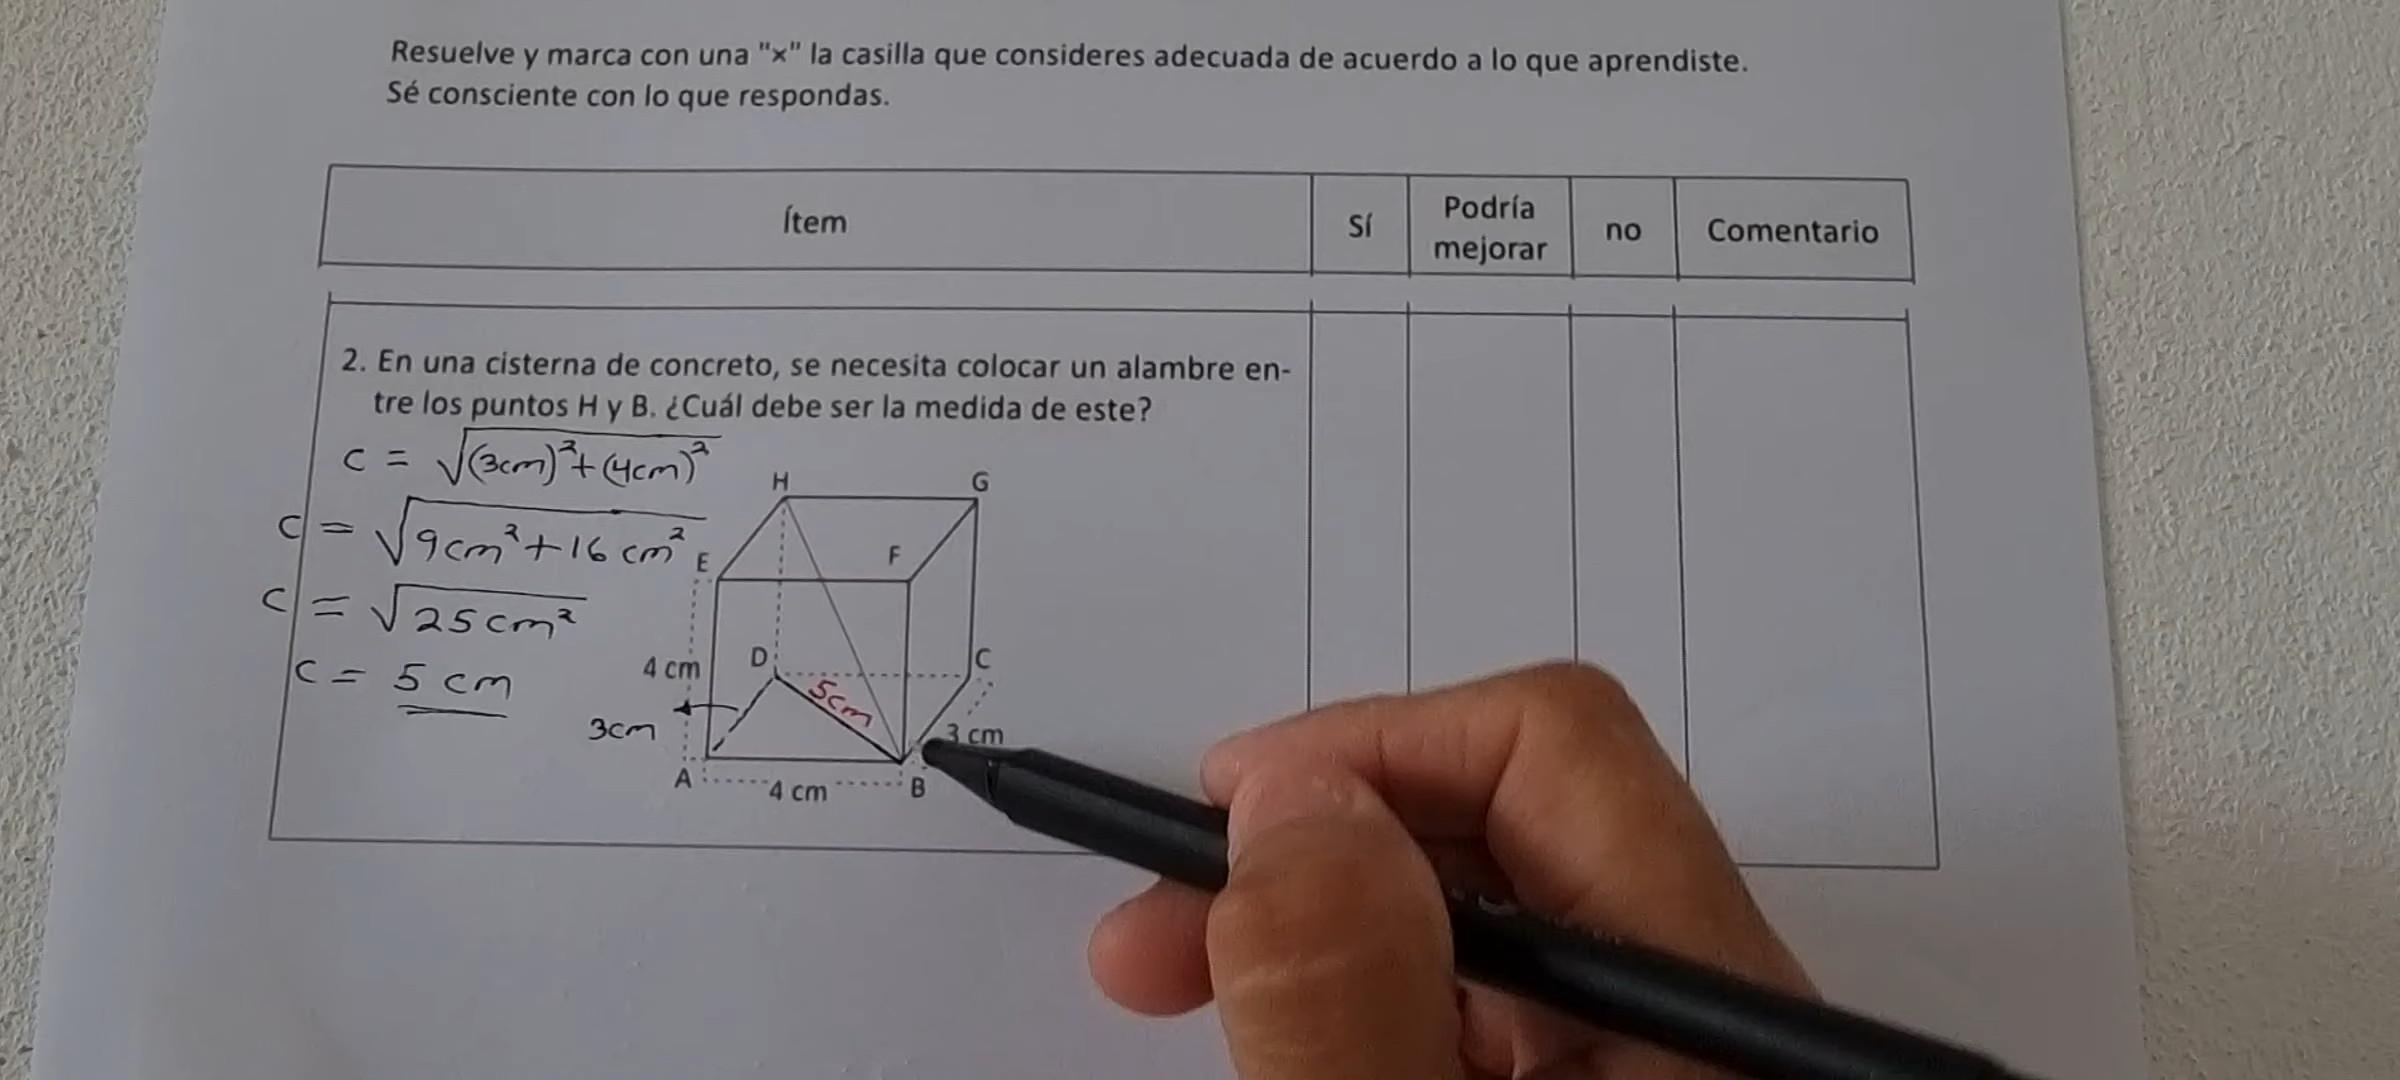 Resuelve y marca con una "x" la casilla que consideres adecuada de acuerdo a lo que aprendiste.
Sé consciente con lo que respondas.
Ítem
Sí
Podría
mejorar
no
Comentario
2. En una cisterna de concreto, se necesita colocar un alambre en-
tre los puntos H y B. ¿Cuál debe ser la medida de este?
c = √(3cm)²+(4cm)²
c = √9cm²+16 cm²
c = √25cm²
c = 5 cm
H
G
E
F
4 cm
D
C
5cm
3cm
3 cm
A
4 cm
B